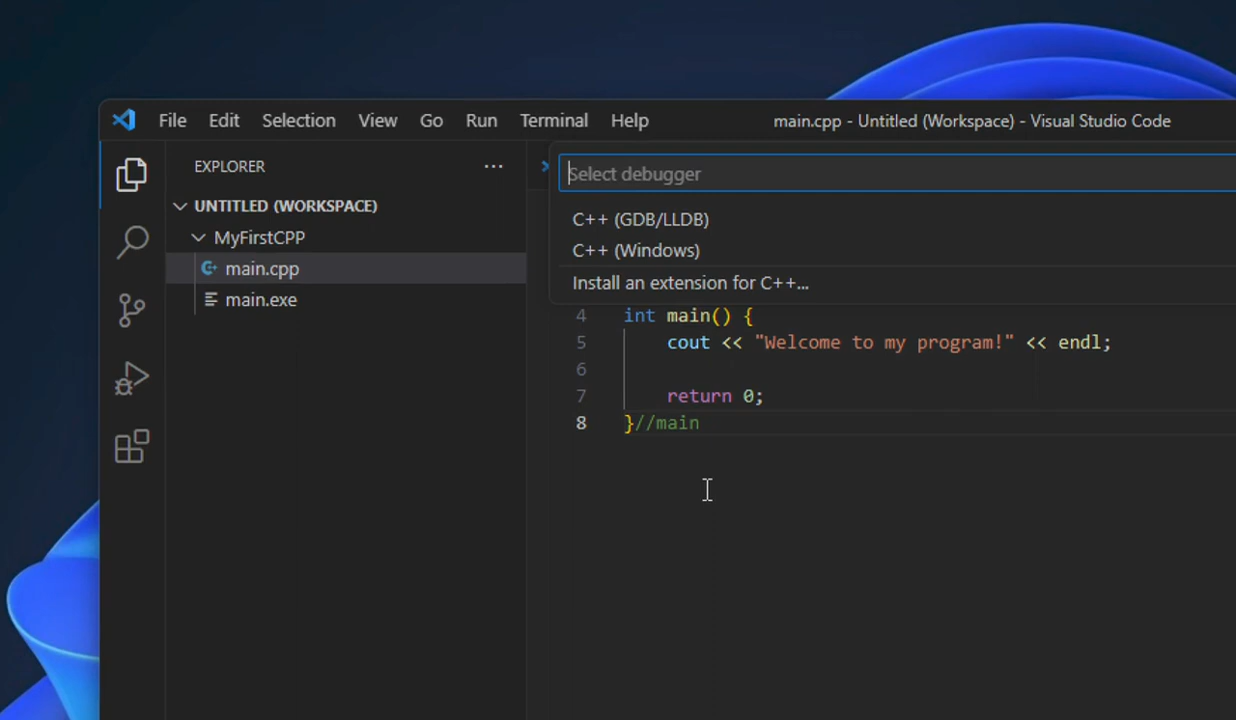 File Edit Selection View Go Run Terminal Help main.cpp - Untitled (Workspace) - Visual Studio Code
EXPLORER ...
Select debugger
UNTITLED (WORKSPACE)
C++ (GDB/LLDB)
MyFirstCPP
C++ (Windows)
main.cpp
Install an extension for C++...
main.exe
4 int main() {
5 cout << "Welcome to my program!" << endl;
6
7 return 0;
8 }//main